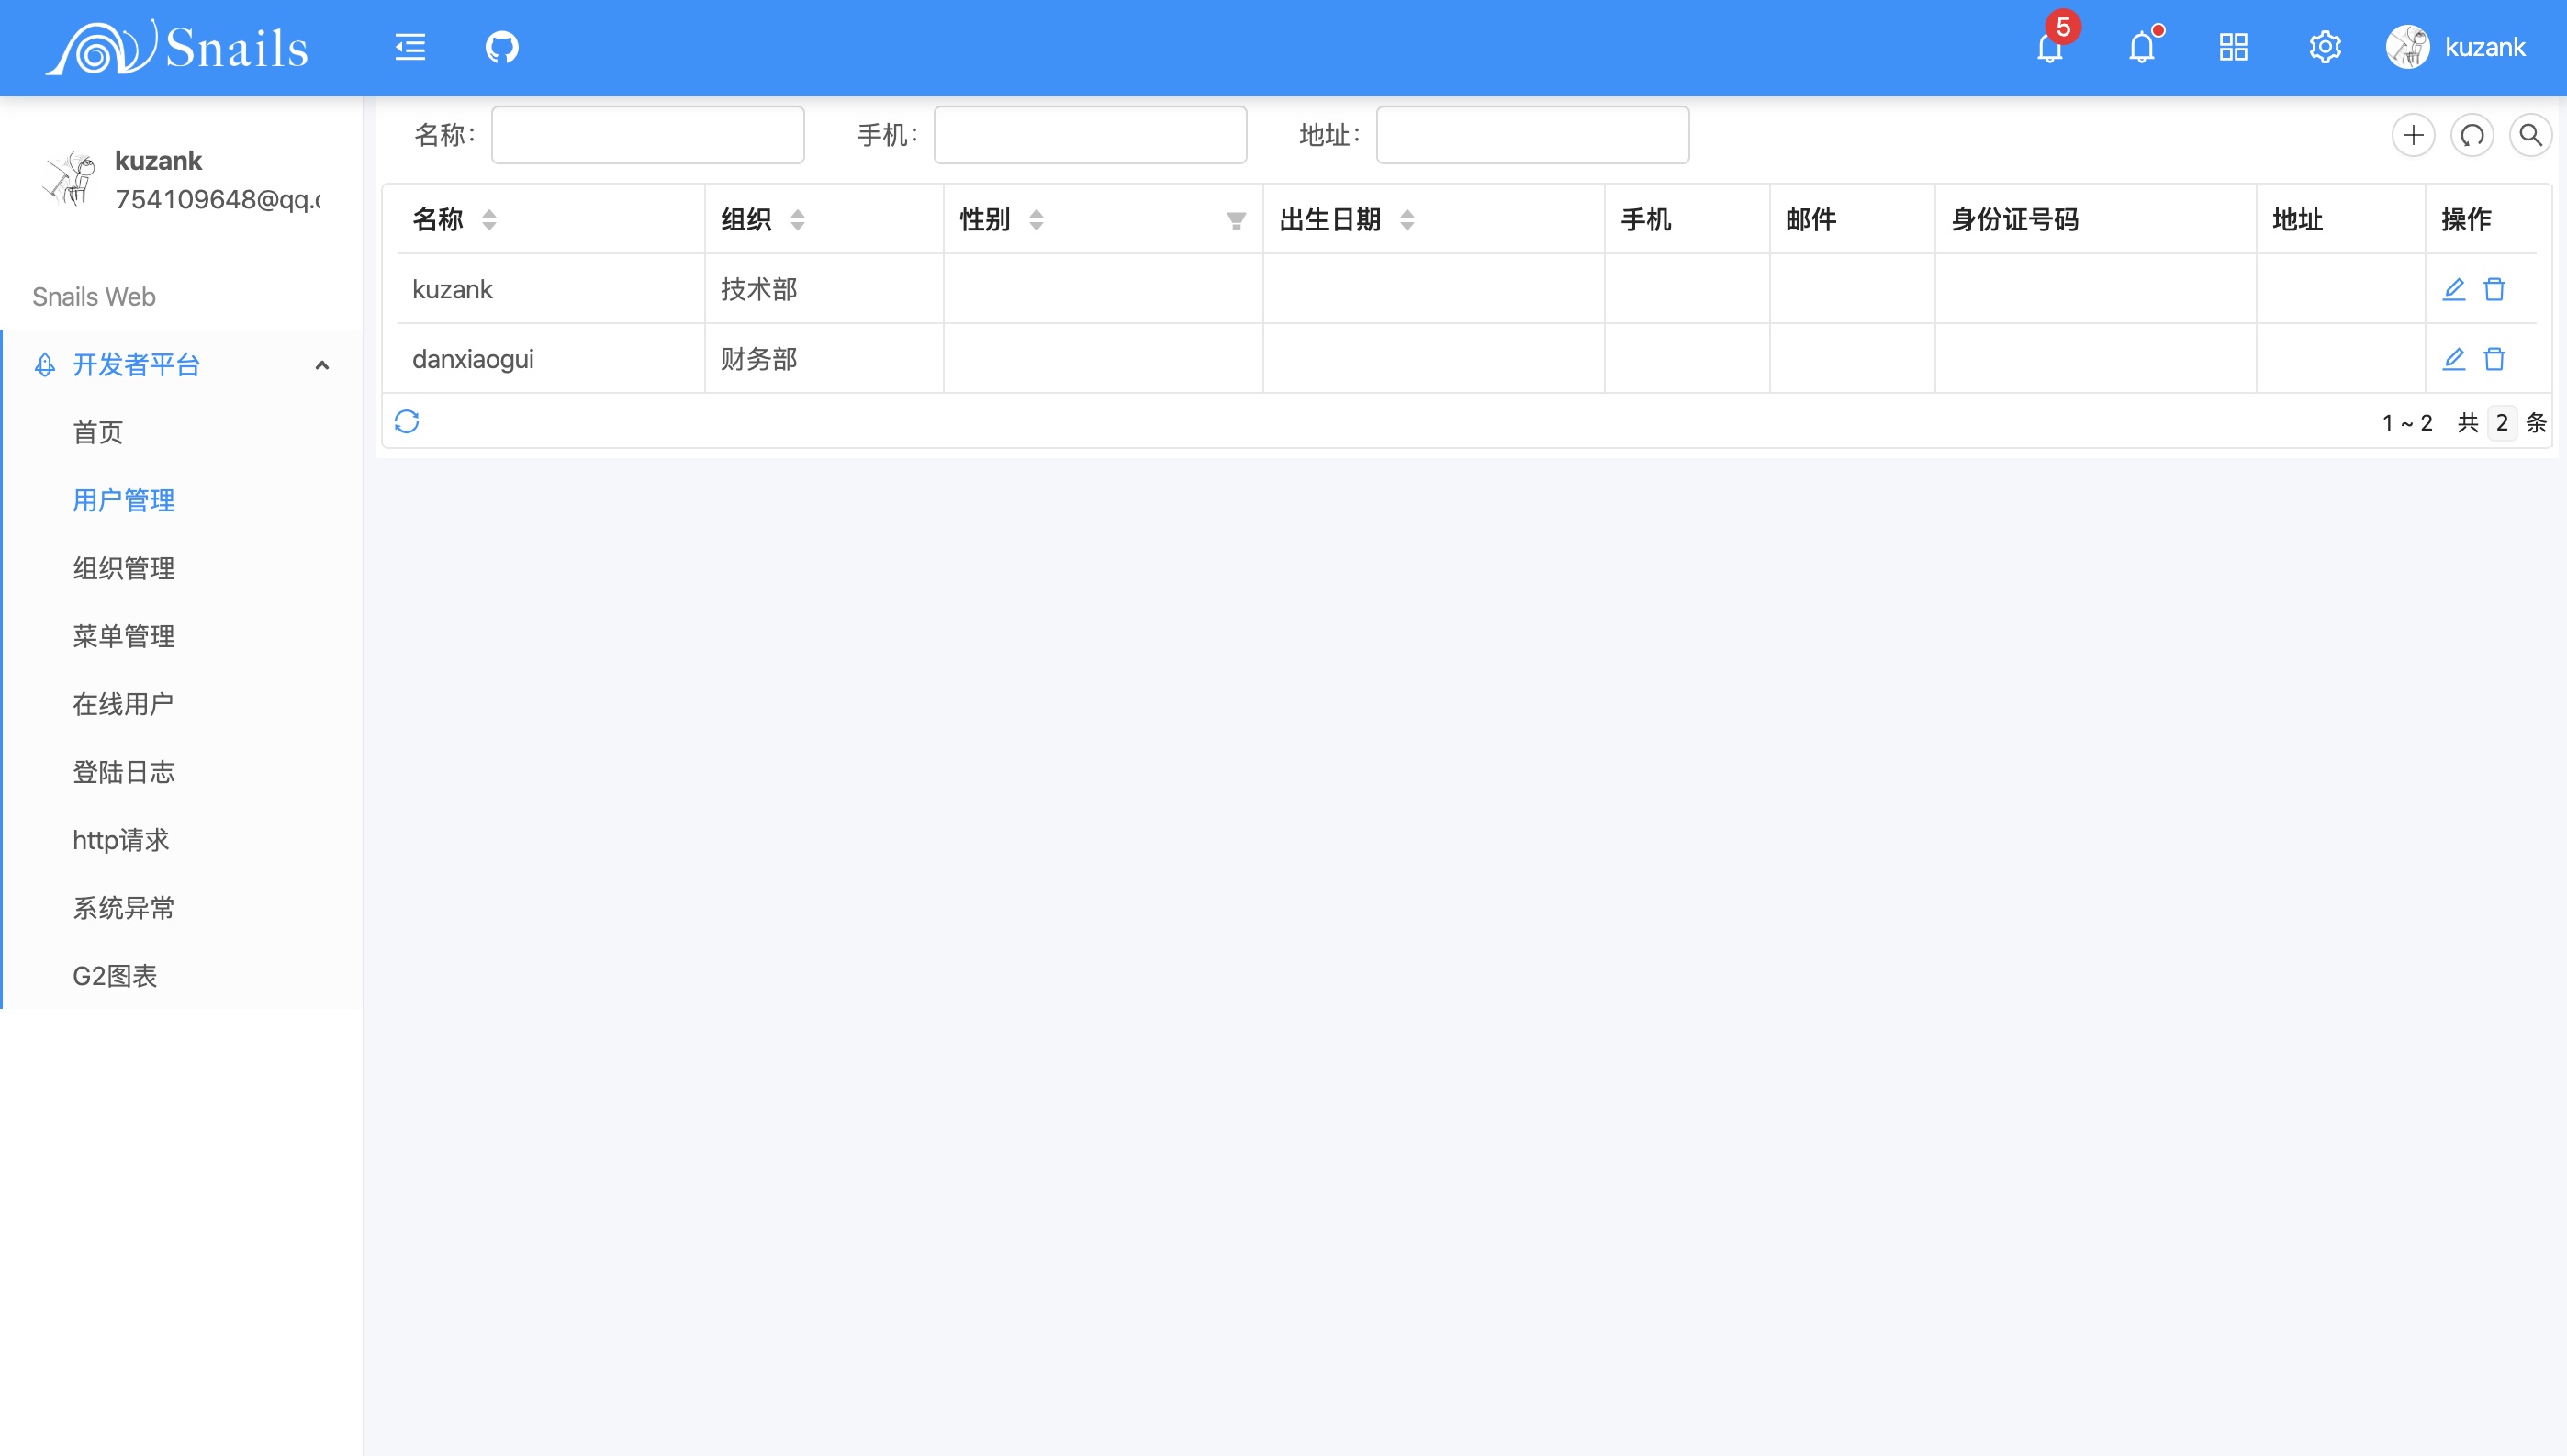 Snails
5
kuzank
kuzank
754109648@qq.c
Snails Web
开发者平台
首页
用户管理
组织管理
菜单管理
在线用户
登陆日志
http请求
系统异常
G2图表
名称: 手机: 地址:
名称 组织 性别 出生日期 手机 邮件 身份证号码 地址 操作
kuzank 技术部
danxiaogui 财务部
1 ~ 2 共 2 条